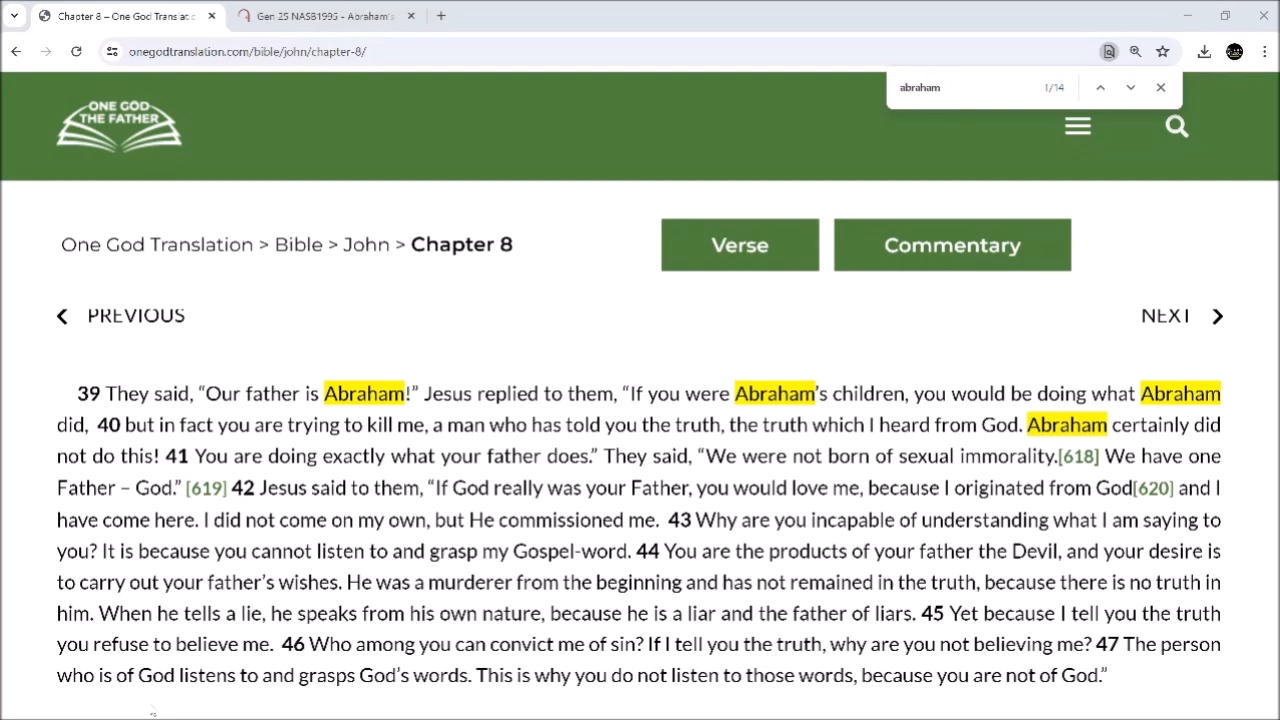 Chapter 8 – One God Translatio
Gen 25 NASB1995 - Abraham's
onegodtranslation.com/bible/john/chapter-8/
abraham 1/14
ONE GOD
THE FATHER
One God Translation > Bible > John > Chapter 8
Verse
Commentary
PREVIOUS
NEXT
39 They said, “Our father is Abraham!” Jesus replied to them, “If you were Abraham’s children, you would be doing what Abraham
did, 40 but in fact you are trying to kill me, a man who has told you the truth, the truth which I heard from God. Abraham certainly did
not do this! 41 You are doing exactly what your father does.” They said, “We were not born of sexual immorality.[618] We have one
Father – God.” [619] 42 Jesus said to them, “If God really was your Father, you would love me, because I originated from God[620] and I
have come here. I did not come on my own, but He commissioned me. 43 Why are you incapable of understanding what I am saying to
you? It is because you cannot listen to and grasp my Gospel-word. 44 You are the products of your father the Devil, and your desire is
to carry out your father’s wishes. He was a murderer from the beginning and has not remained in the truth, because there is no truth in
him. When he tells a lie, he speaks from his own nature, because he is a liar and the father of liars. 45 Yet because I tell you the truth
you refuse to believe me. 46 Who among you can convict me of sin? If I tell you the truth, why are you not believing me? 47 The person
who is of God listens to and grasps God’s words. This is why you do not listen to those words, because you are not of God.”